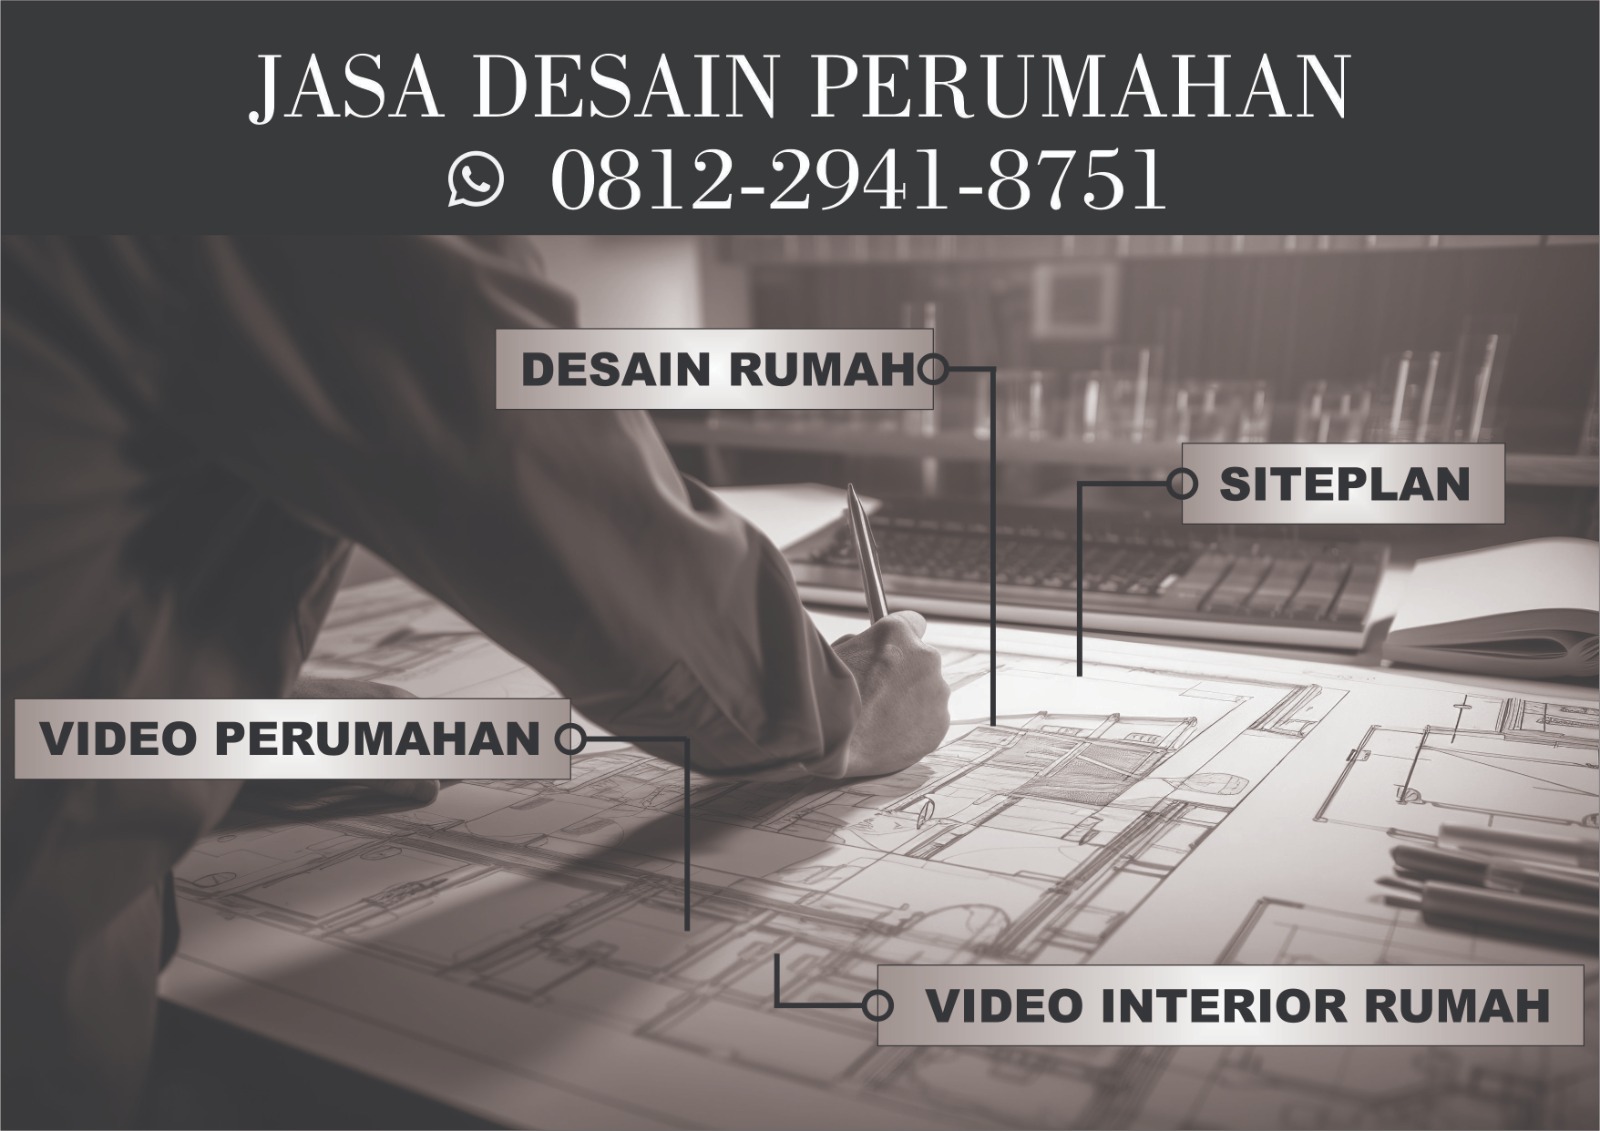 JASA DESAIN PERUMAHAN
0812-2941-8751
DESAIN RUMAH
SITEPLAN
VIDEO PERUMAHAN
VIDEO INTERIOR RUMAH